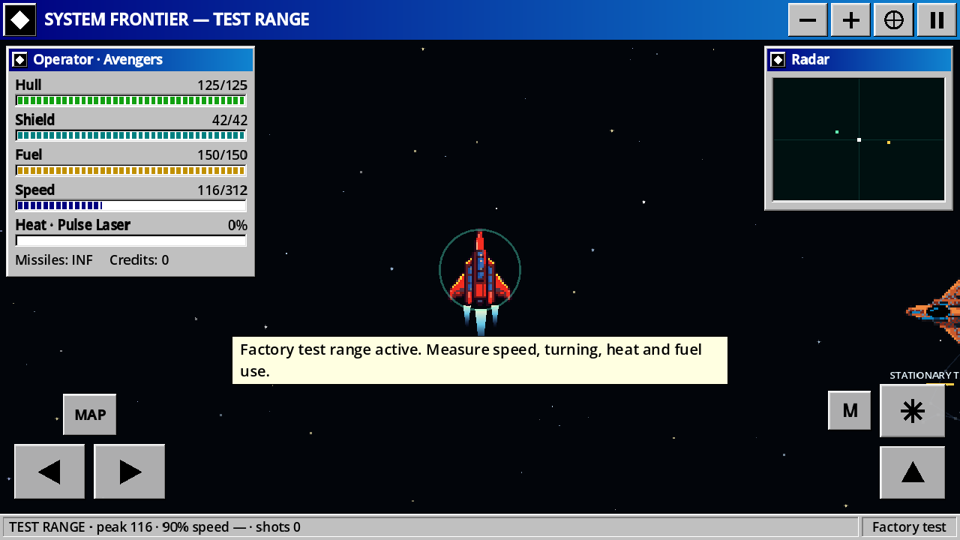 SYSTEM FRONTIER — TEST RANGE
Operator · Avengers
Hull 125/125
Shield 42/42
Fuel 150/150
Speed 116/312
Heat · Pulse Laser 0%
Missiles: INF Credits: 0
Radar
Factory test range active. Measure speed, turning, heat and fuel
use.
STATIONARY T
MAP
M
TEST RANGE · peak 116 · 90% speed — · shots 0
Factory test